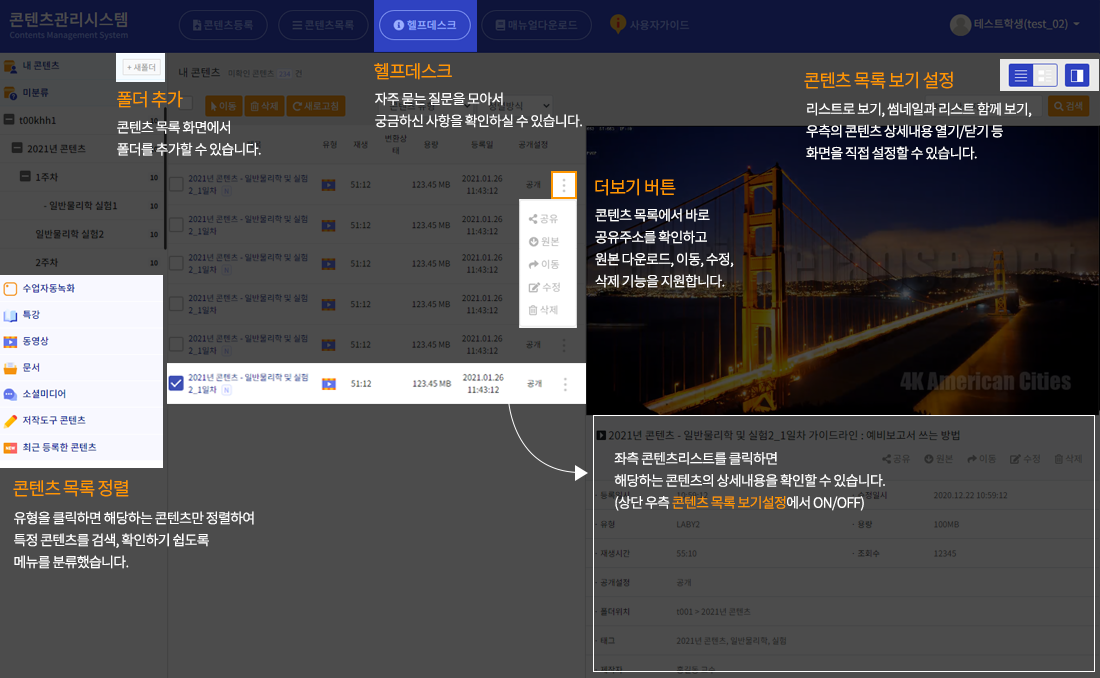 콘텐츠관리시스템
Contents Management System
콘텐츠등록
콘텐츠목록
헬프데스크
매뉴얼다운로드
사용자가이드
테스트학생(test_02)
내 콘텐츠
미분류
t00khh1
2021년 콘텐츠
1주차 10
- 일반물리학 실험1 10
일반물리학 실험2 10
2주차 10
+ 새폴더
폴더 추가
콘텐츠 목록 화면에서
폴더를 추가할 수 있습니다.
내 콘텐츠 미확인 콘텐츠 건
이동
삭제
새로고침
정렬방식
검색
헬프데스크
자주 묻는 질문을 모아서
궁금하신 사항을 확인하실 수 있습니다.
콘텐츠 목록 보기 설정
리스트로 보기, 썸네일과 리스트 함께 보기,
우측의 콘텐츠 상세내용 열기/닫기 등
화면을 직접 설정할 수 있습니다.
유형 재생 변환상태 용량 등록일 공개설정
2021년 콘텐츠 - 일반물리학 및 실험
2_1일차 N
51:12 123.45 MB 2021.01.26
11:43:12 공개
2021년 콘텐츠 - 일반물리학 및 실험
2_1일차
51:12 123.45 MB 2021.01.26
11:43:12
2021년 콘텐츠 - 일반물리학 및 실험
2_1일차 N
51:12 123.45 MB 2021.01.26
11:43:12
2021년 콘텐츠 - 일반물리학 및 실험
2_1일차
51:12 123.45 MB 2021.01.26
11:43:12
2021년 콘텐츠 - 일반물리학 및 실험
2_1일차 N
51:12 123.45 MB 2021.01.26
11:43:12 공개
2021년 콘텐츠 - 일반물리학 및 실험
2_1일차 N
51:12 123.45 MB 2021.01.26
11:43:12 공개
공유
원본
이동
수정
삭제
더보기 버튼
콘텐츠 목록에서 바로
공유주소를 확인하고
원본 다운로드, 이동, 수정,
삭제 기능을 지원합니다.
4K American Cities
수업자동녹화
특강
동영상
문서
소셜미디어
저작도구 콘텐츠
최근 등록한 콘텐츠
콘텐츠 목록 정렬
유형을 클릭하면 해당하는 콘텐츠만 정렬하여
특정 콘텐츠를 검색, 확인하기 쉽도록
메뉴를 분류했습니다.
2021년 콘텐츠 - 일반물리학 및 실험2_1일차 가이드라인 : 예비보고서 쓰는 방법
공유 원본 이동 수정 삭제
좌측 콘텐츠리스트를 클릭하면
해당하는 콘텐츠의 상세내용을 확인할 수 있습니다.
(상단 우측 콘텐츠 목록 보기설정에서 ON/OFF)
2020.12.22 10:59:12
· 유형 LABY2 · 용량 100MB
· 재생시간 55:10 · 조회수 12345
· 공개설정 공개
· 폴더위치 t001 > 2021년 콘텐츠
· 태그 2021년 콘텐츠, 일반물리학, 실험